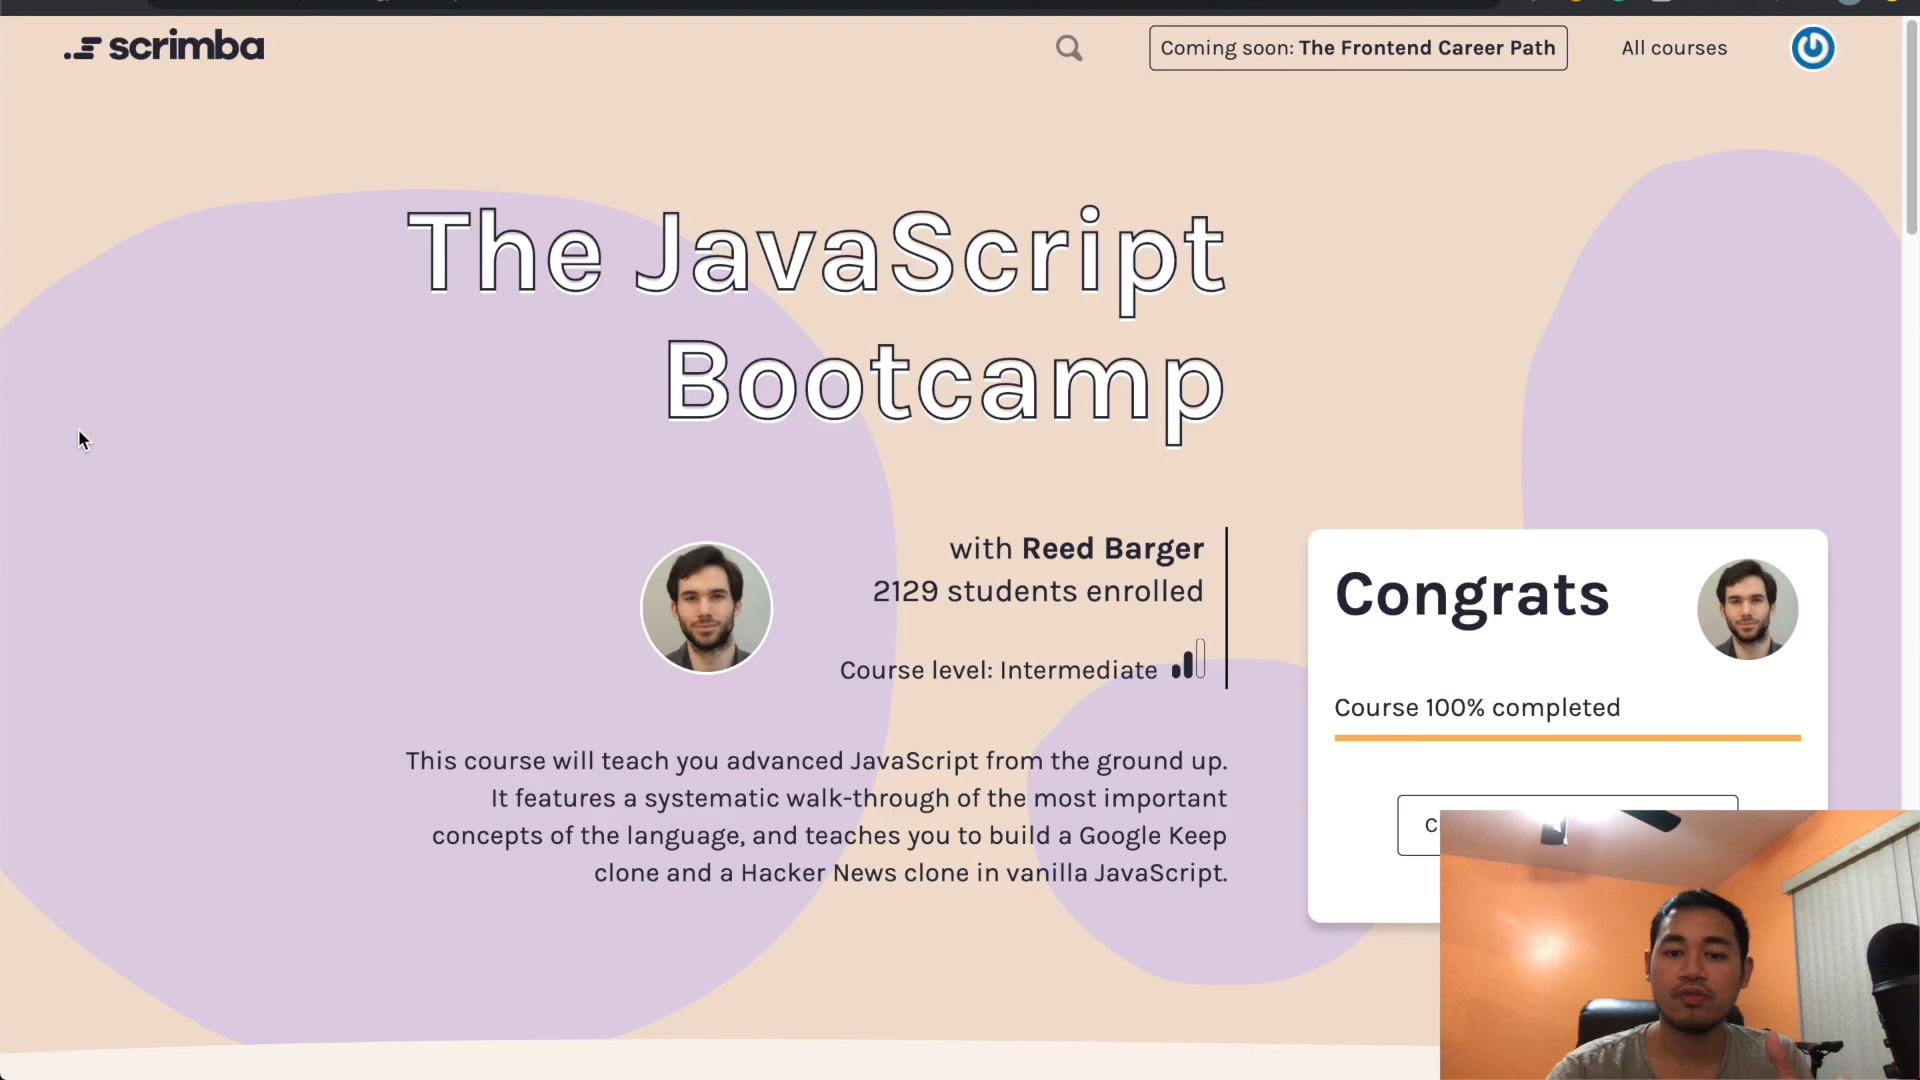 scrimba
Coming soon: The Frontend Career Path
All courses
The JavaScript
Bootcamp
with Reed Barger
2129 students enrolled
Course level: Intermediate
This course will teach you advanced JavaScript from the ground up.
It features a systematic walk-through of the most important
concepts of the language, and teaches you to build a Google Keep
clone and a Hacker News clone in vanilla JavaScript.
Congrats
Course 100% completed